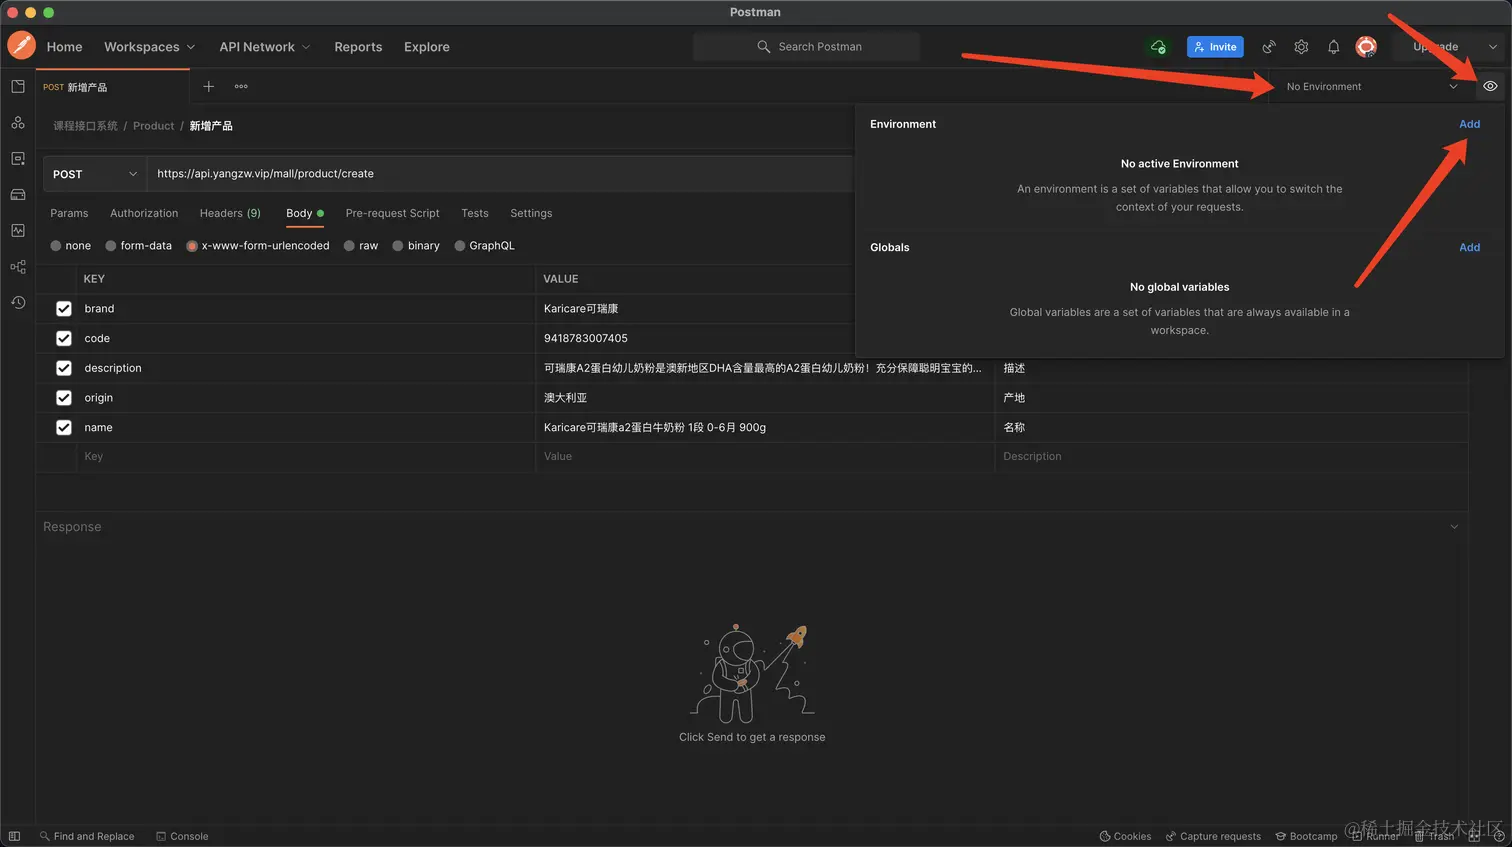 Postman
Home Workspaces API Network Reports Explore Search Postman Invite Upgrade
POST 新增产品 No Environment
课程接口系统 / Product / 新增产品
Environment Add
No active Environment
An environment is a set of variables that allow you to switch the
context of your requests.
Globals Add
No global variables
Global variables are a set of variables that are always available in a
workspace.
POST https://api.yangzw.vip/mall/product/create
Params Authorization Headers (9) Body Pre-request Script Tests Settings
none form-data x-www-form-urlencoded raw binary GraphQL
KEY VALUE
brand Karicare可瑞康
code 9418783007405
description 可瑞康A2蛋白幼儿奶粉是澳新地区DHA含量最高的A2蛋白幼儿奶粉！充分保障聪明宝宝的... 描述
origin 澳大利亚 产地
name Karicare可瑞康a2蛋白牛奶粉 1段 0-6月 900g 名称
Key Value Description
Response
Click Send to get a response
Find and Replace Console Cookies Capture requests Bootcamp Runner Trash
@稀土掘金技术社区